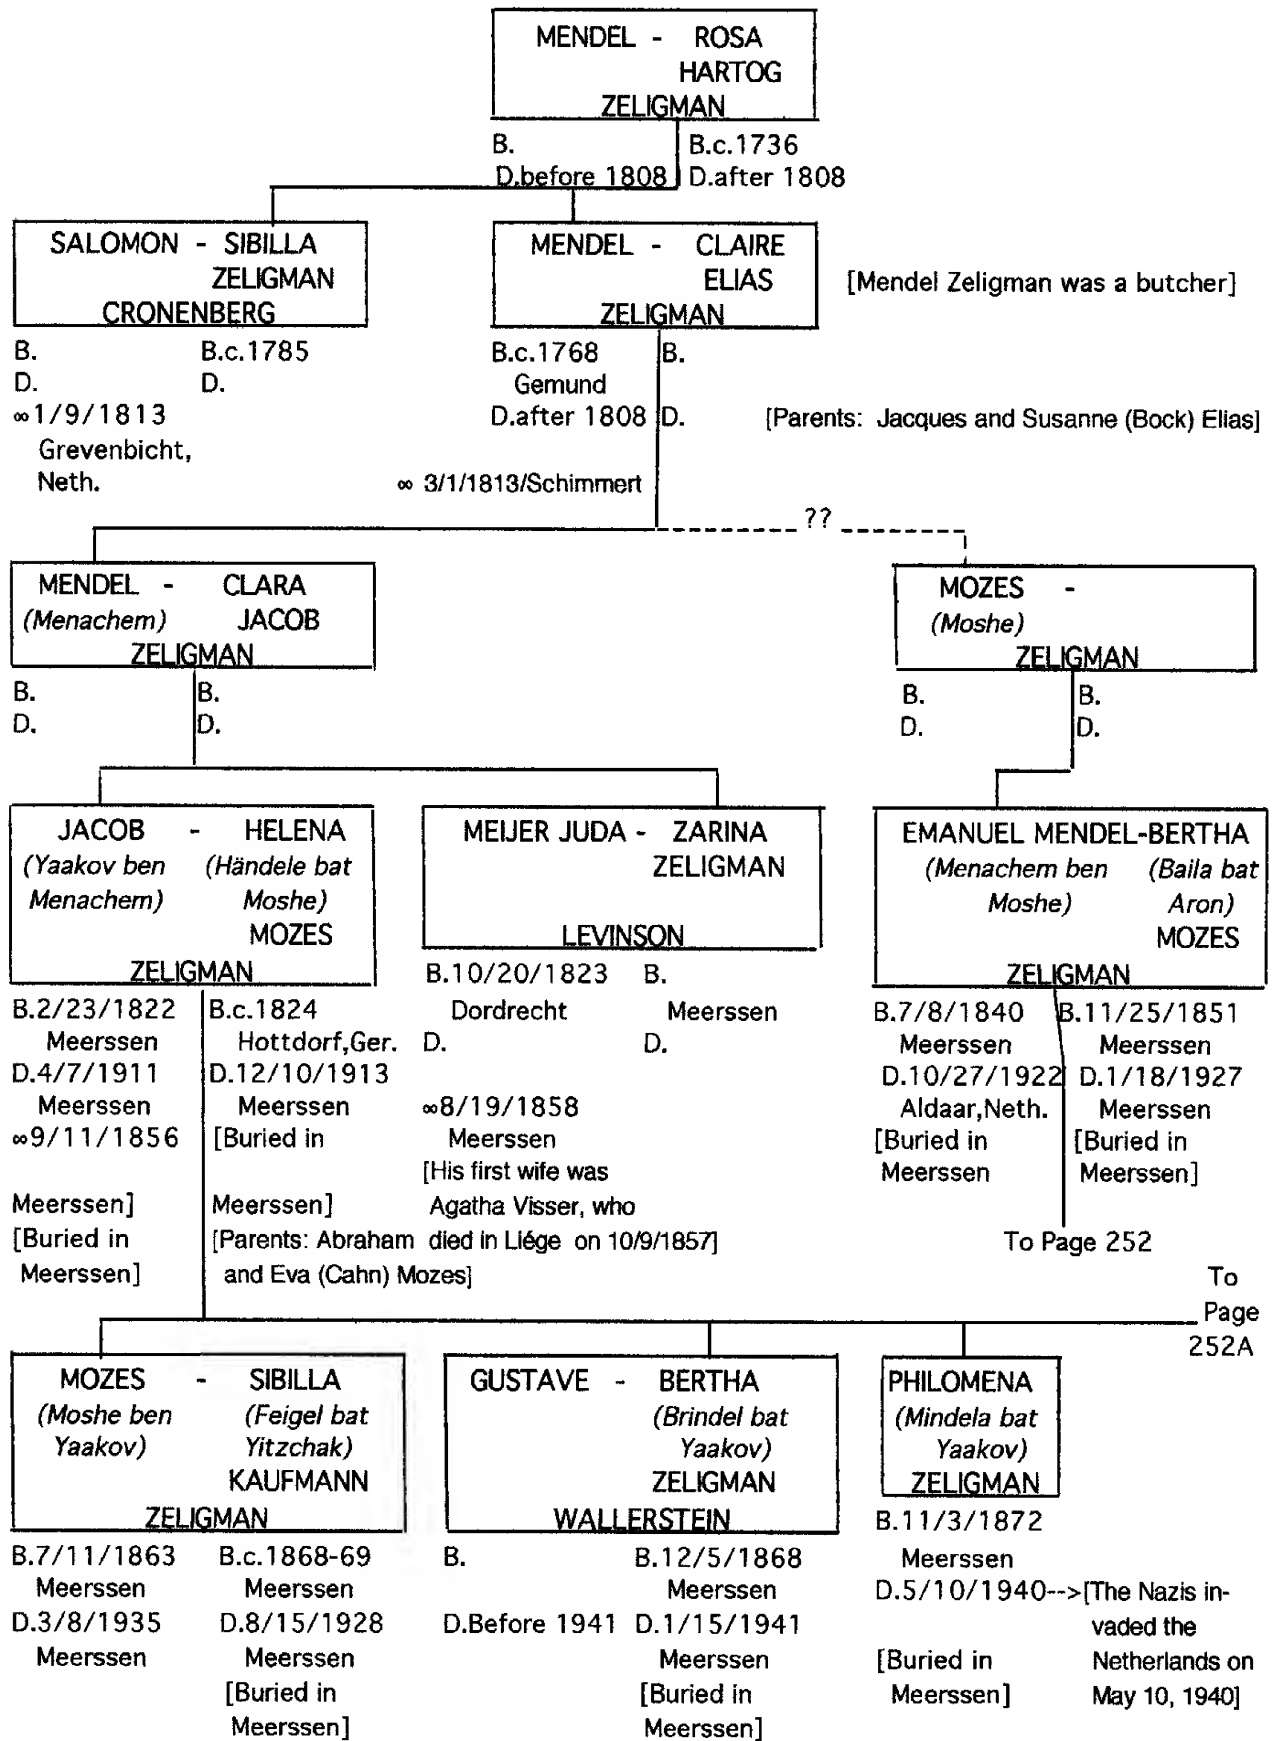 MENDEL - ROSA
HARTOG
ZELIGMAN
B. B.c.1736
D.before 1808 D.after 1808
SALOMON - SIBILLA
ZELIGMAN
CRONENBERG
B. B.c.1785
D. D.
∞1/9/1813
Grevenbicht,
Neth.
MENDEL - CLAIRE
ELIAS
ZELIGMAN
[Mendel Zeligman was a butcher]
B.c.1768 B.
Gemund
D.after 1808 D.
[Parents: Jacques and Susanne (Bock) Elias]
∞ 3/1/1813/Schimmert
??
MENDEL - CLARA
(Menachem) JACOB
ZELIGMAN
B. B.
D. D.
MOZES -
(Moshe)
ZELIGMAN
B. B.
D. D.
JACOB - HELENA
(Yaakov ben (Händele bat
Menachem) Moshe)
MOZES
ZELIGMAN
B.2/23/1822 B.c.1824
Meerssen Hottdorf,Ger.
D.4/7/1911 D.12/10/1913
Meerssen Meerssen
∞9/11/1856 [Buried in
Meerssen] Meerssen]
[Buried in [Parents: Abraham
Meerssen] and Eva (Cahn) Mozes]
MEIJER JUDA - ZARINA
ZELIGMAN
LEVINSON
B.10/20/1823 B.
Dordrecht Meerssen
D. D.
∞8/19/1858
Meerssen
[His first wife was
Agatha Visser, who
died in Liége on 10/9/1857]
EMANUEL MENDEL-BERTHA
(Menachem ben (Baila bat
Moshe) Aron)
MOZES
ZELIGMAN
B.7/8/1840 B.11/25/1851
Meerssen Meerssen
D.10/27/1922 D.1/18/1927
Aldaar,Neth. Meerssen
[Buried in [Buried in
Meerssen Meerssen]
To Page 252
To
Page
252A
MOZES - SIBILLA
(Moshe ben (Feigel bat
Yaakov) Yitzchak)
KAUFMANN
ZELIGMAN
B.7/11/1863 B.c.1868-69
Meerssen Meerssen
D.3/8/1935 D.8/15/1928
Meerssen Meerssen
[Buried in
Meerssen]
GUSTAVE - BERTHA
(Brindel bat
Yaakov)
ZELIGMAN
WALLERSTEIN
B. B.12/5/1868
Meerssen
D.Before 1941 D.1/15/1941
Meerssen
[Buried in
Meerssen]
PHILOMENA
(Mindela bat
Yaakov)
ZELIGMAN
B.11/3/1872
Meerssen
D.5/10/1940-->[The Nazis in-
vaded the
[Buried in Netherlands on
Meerssen] May 10, 1940]